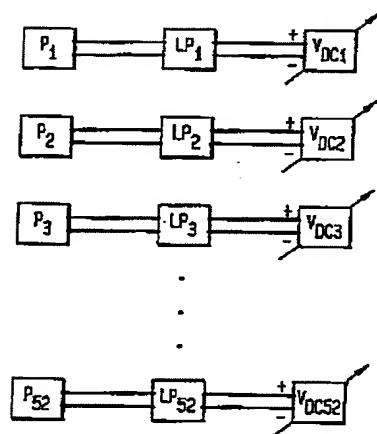 P1 LP1 + - VDC1
P2 LP2 + - VDC2
P3 LP3 + - VDC3
P52 LP52 + - VDC52